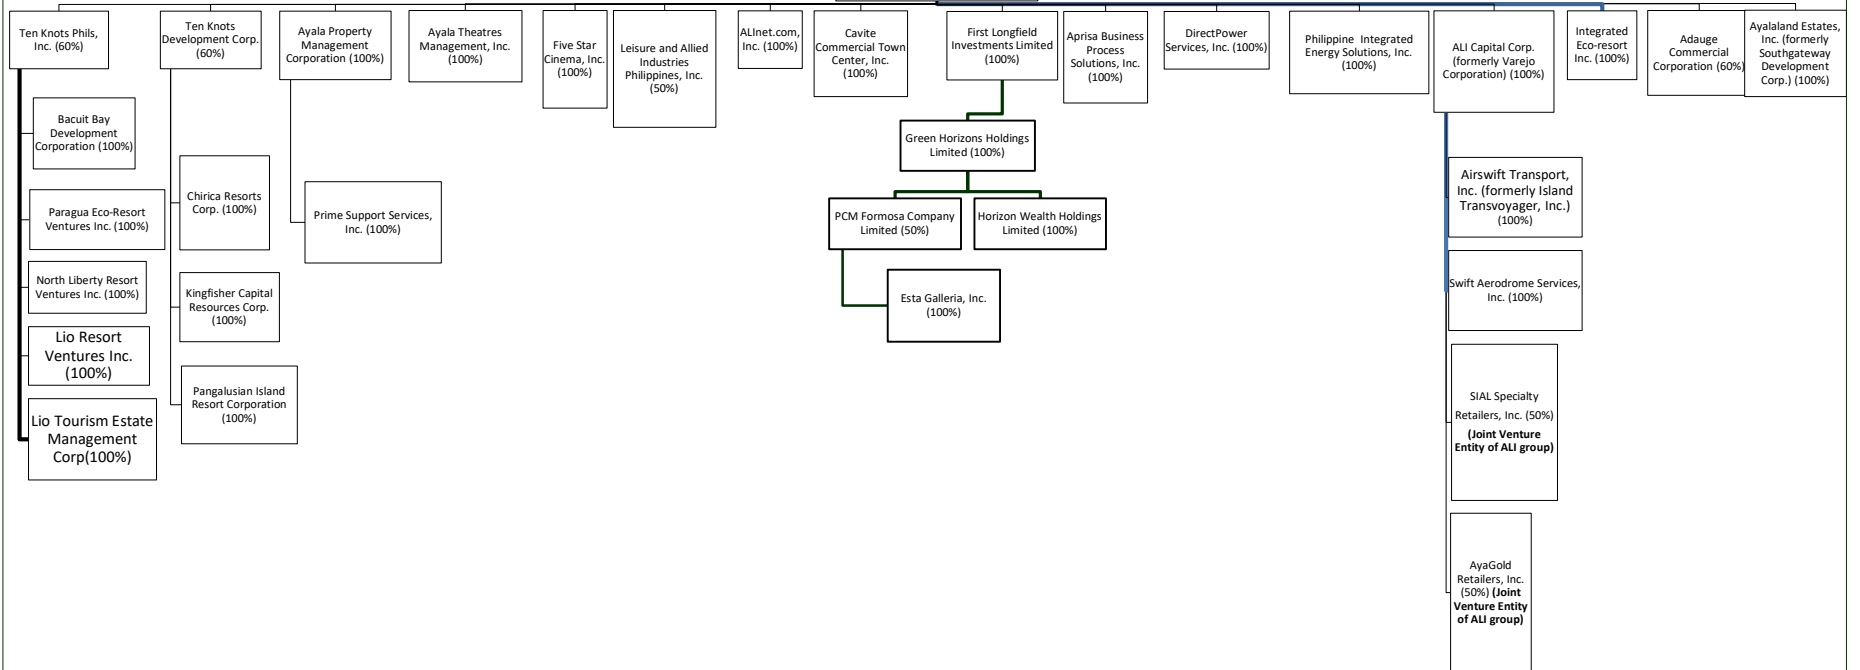 Ten Knots Phils,
Inc. (60%)
Ten Knots
Development Corp.
(60%)
Ayala Property
Management
Corporation (100%)
Ayala Theatres
Management, Inc.
(100%)
Five Star
Cinema, Inc.
(100%)
Leisure and Allied
Industries
Philippines, Inc.
(50%)
ALInet.com,
Inc. (100%)
Cavite
Commercial Town
Center, Inc.
(100%)
First Longfield
Investments Limited
(100%)
Aprisa Business
Process
Solutions, Inc.
(100%)
DirectPower
Services, Inc. (100%)
Philippine  Integrated
Energy Solutions, Inc.
(100%)
ALI Capital Corp.
(formerly Varejo
Corporation) (100%)
Integrated
Eco-resort
Inc. (100%)
Adauge
Commercial
Corporation (60%)
Ayalaland Estates,
Inc. (formerly
Southgateway
Development
Corp.) (100%)
Bacuit Bay
Development
Corporation (100%)
Paragua Eco-Resort
Ventures Inc. (100%)
North Liberty Resort
Ventures Inc. (100%)
Lio Resort
Ventures Inc.
(100%)
Lio Tourism Estate
Management
Corp(100%)
Chirica Resorts
Corp. (100%)
Kingfisher Capital
Resources Corp.
(100%)
Pangalusian Island
Resort Corporation
(100%)
Prime Support Services,
Inc. (100%)
Green Horizons Holdings
Limited (100%)
PCM Formosa Company
Limited (50%)
Horizon Wealth Holdings
Limited (100%)
Esta Galleria, Inc.
(100%)
Airswift Transport,
Inc. (formerly Island
Transvoyager, Inc.)
(100%)
Swift Aerodrome Services,
Inc. (100%)
SIAL Specialty
Retailers, Inc. (50%)
(Joint Venture
Entity of ALI group)
AyaGold
Retailers, Inc.
(50%) (Joint
Venture Entity
of ALI group)